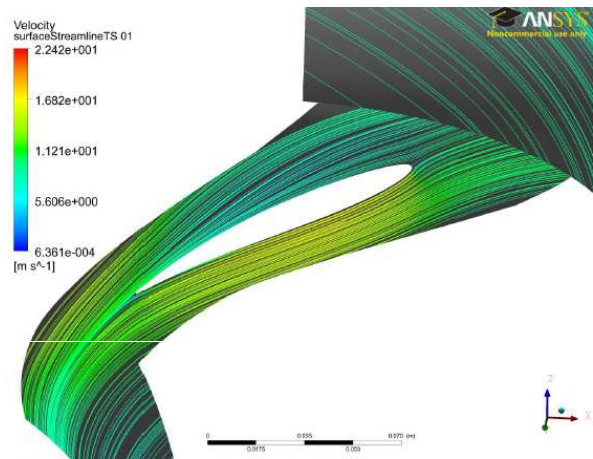 Velocity
surfaceStreamlineTS 01
2.242e+001
1.682e+001
1.121e+001
5.606e+000
6.361e-004
[m s^-1]
ANSYS
Noncommercial use only
Z
X
0
0.035
0.070 (m)
0.0175
0.053